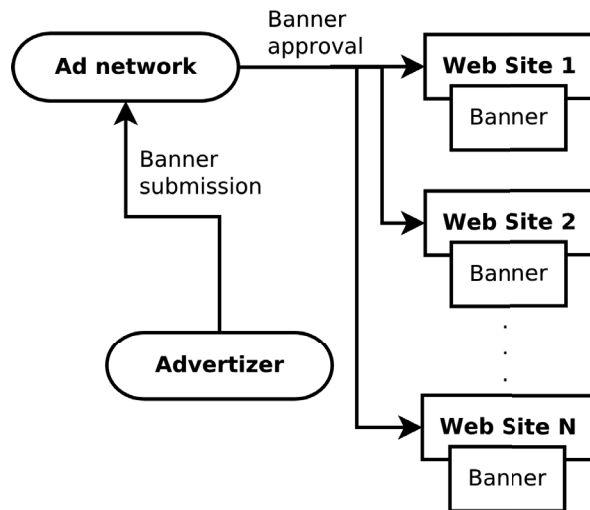 Banner
approval
Ad network
Web Site 1
Banner
Banner
submission
Web Site 2
Banner
.
.
.
Advertizer
Web Site N
Banner